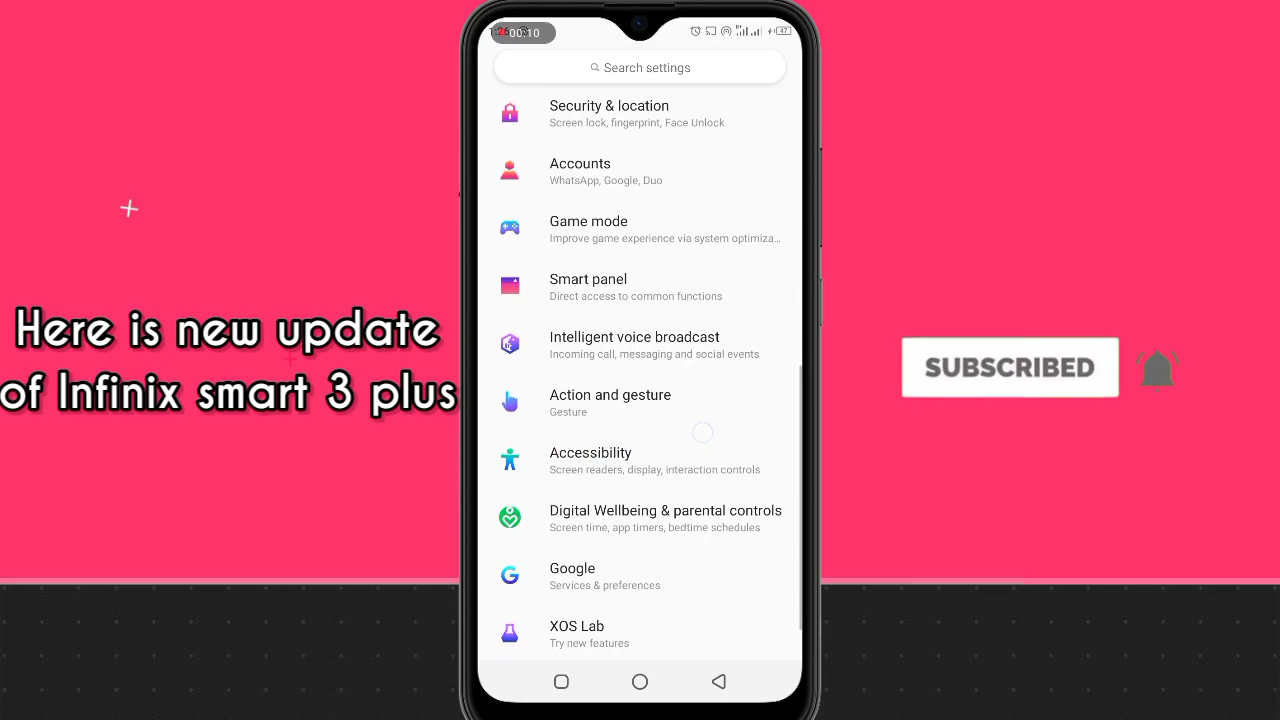 00:10
47
Search settings
Security & location
Screen lock, fingerprint, Face Unlock
Accounts
WhatsApp, Google, Duo
Game mode
Improve game experience via system optimiza...
Smart panel
Direct access to common functions
Intelligent voice broadcast
Incoming call, messaging and social events
Action and gesture
Gesture
Accessibility
Screen readers, display, interaction controls
Digital Wellbeing & parental controls
Screen time, app timers, bedtime schedules
Google
Services & preferences
XOS Lab
Try new features
Here is new update
of Infinix smart 3 plus
SUBSCRIBED